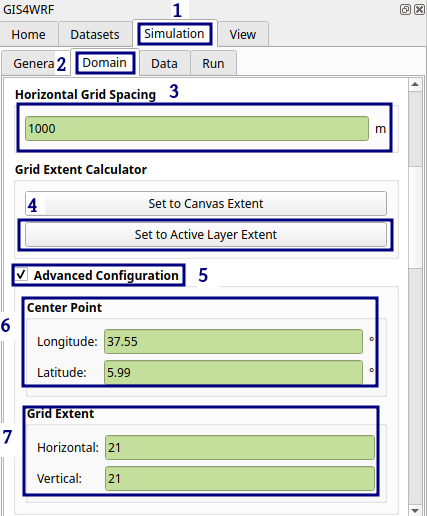 GIS4WRF
1
Home Datasets Simulation View
Genera 2 Domain Data Run
Horizontal Grid Spacing 3
1000 m
Grid Extent Calculator
4 Set to Canvas Extent
Set to Active Layer Extent
Advanced Configuration 5
Center Point
6 Longitude: 37.55 °
Latitude: 5.99 °
Grid Extent
7 Horizontal: 21
Vertical: 21